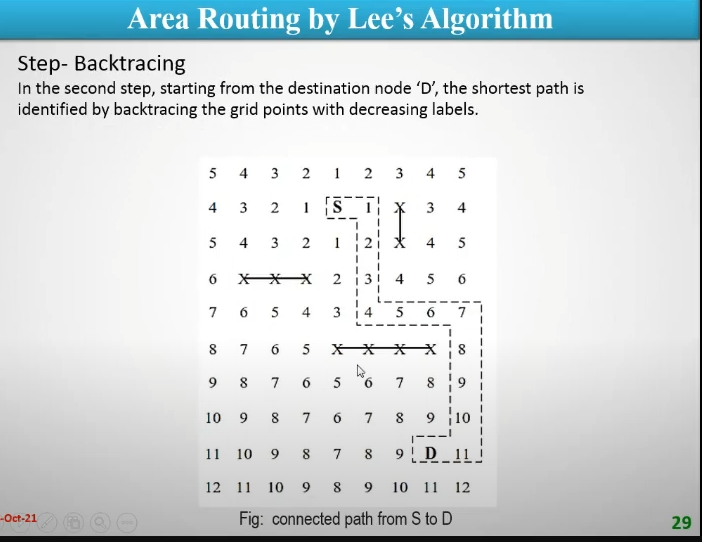 Area Routing by Lee's Algorithm
Step- Backtracing
In the second step, starting from the destination node 'D', the shortest path is
identified by backtracing the grid points with decreasing labels.
5 4 3 2 1 2 3 4 5
4 3 2 1 S 1 X 3 4
5 4 3 2 1 2 X 4 5
6 X X X 2 3 4 5 6
7 6 5 4 3 4 5 6 7
8 7 6 5 X X X X 8
9 8 7 6 5 6 7 8 9
10 9 8 7 6 7 8 9 10
11 10 9 8 7 8 9 D 11
12 11 10 9 8 9 10 11 12
-Oct-21
Fig: connected path from S to D
29